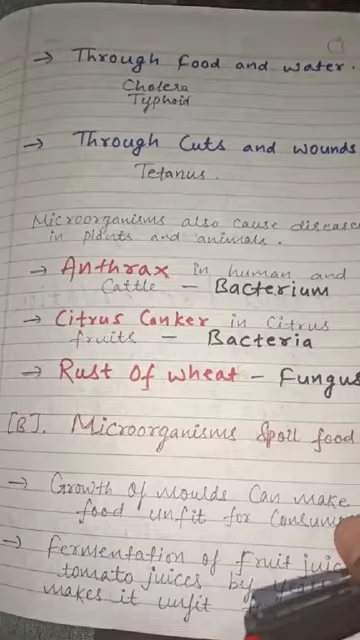 → Through food and water.
Cholera
Typhoid
→ Through Cuts and wounds
Tetanus.
Microorganisms also cause disease
in plants and animals.
→ Anthrax in human and
Cattle – Bacterium
→ Citrus Canker in Citrus
fruits – Bacteria
→ Rust Of wheat – Fungus
[B]. Microorganisms Spoil food
→ Growth of moulds Can make
food unfit for
→ Fermentation of fruit juic
tomato juices by
makes it unfit